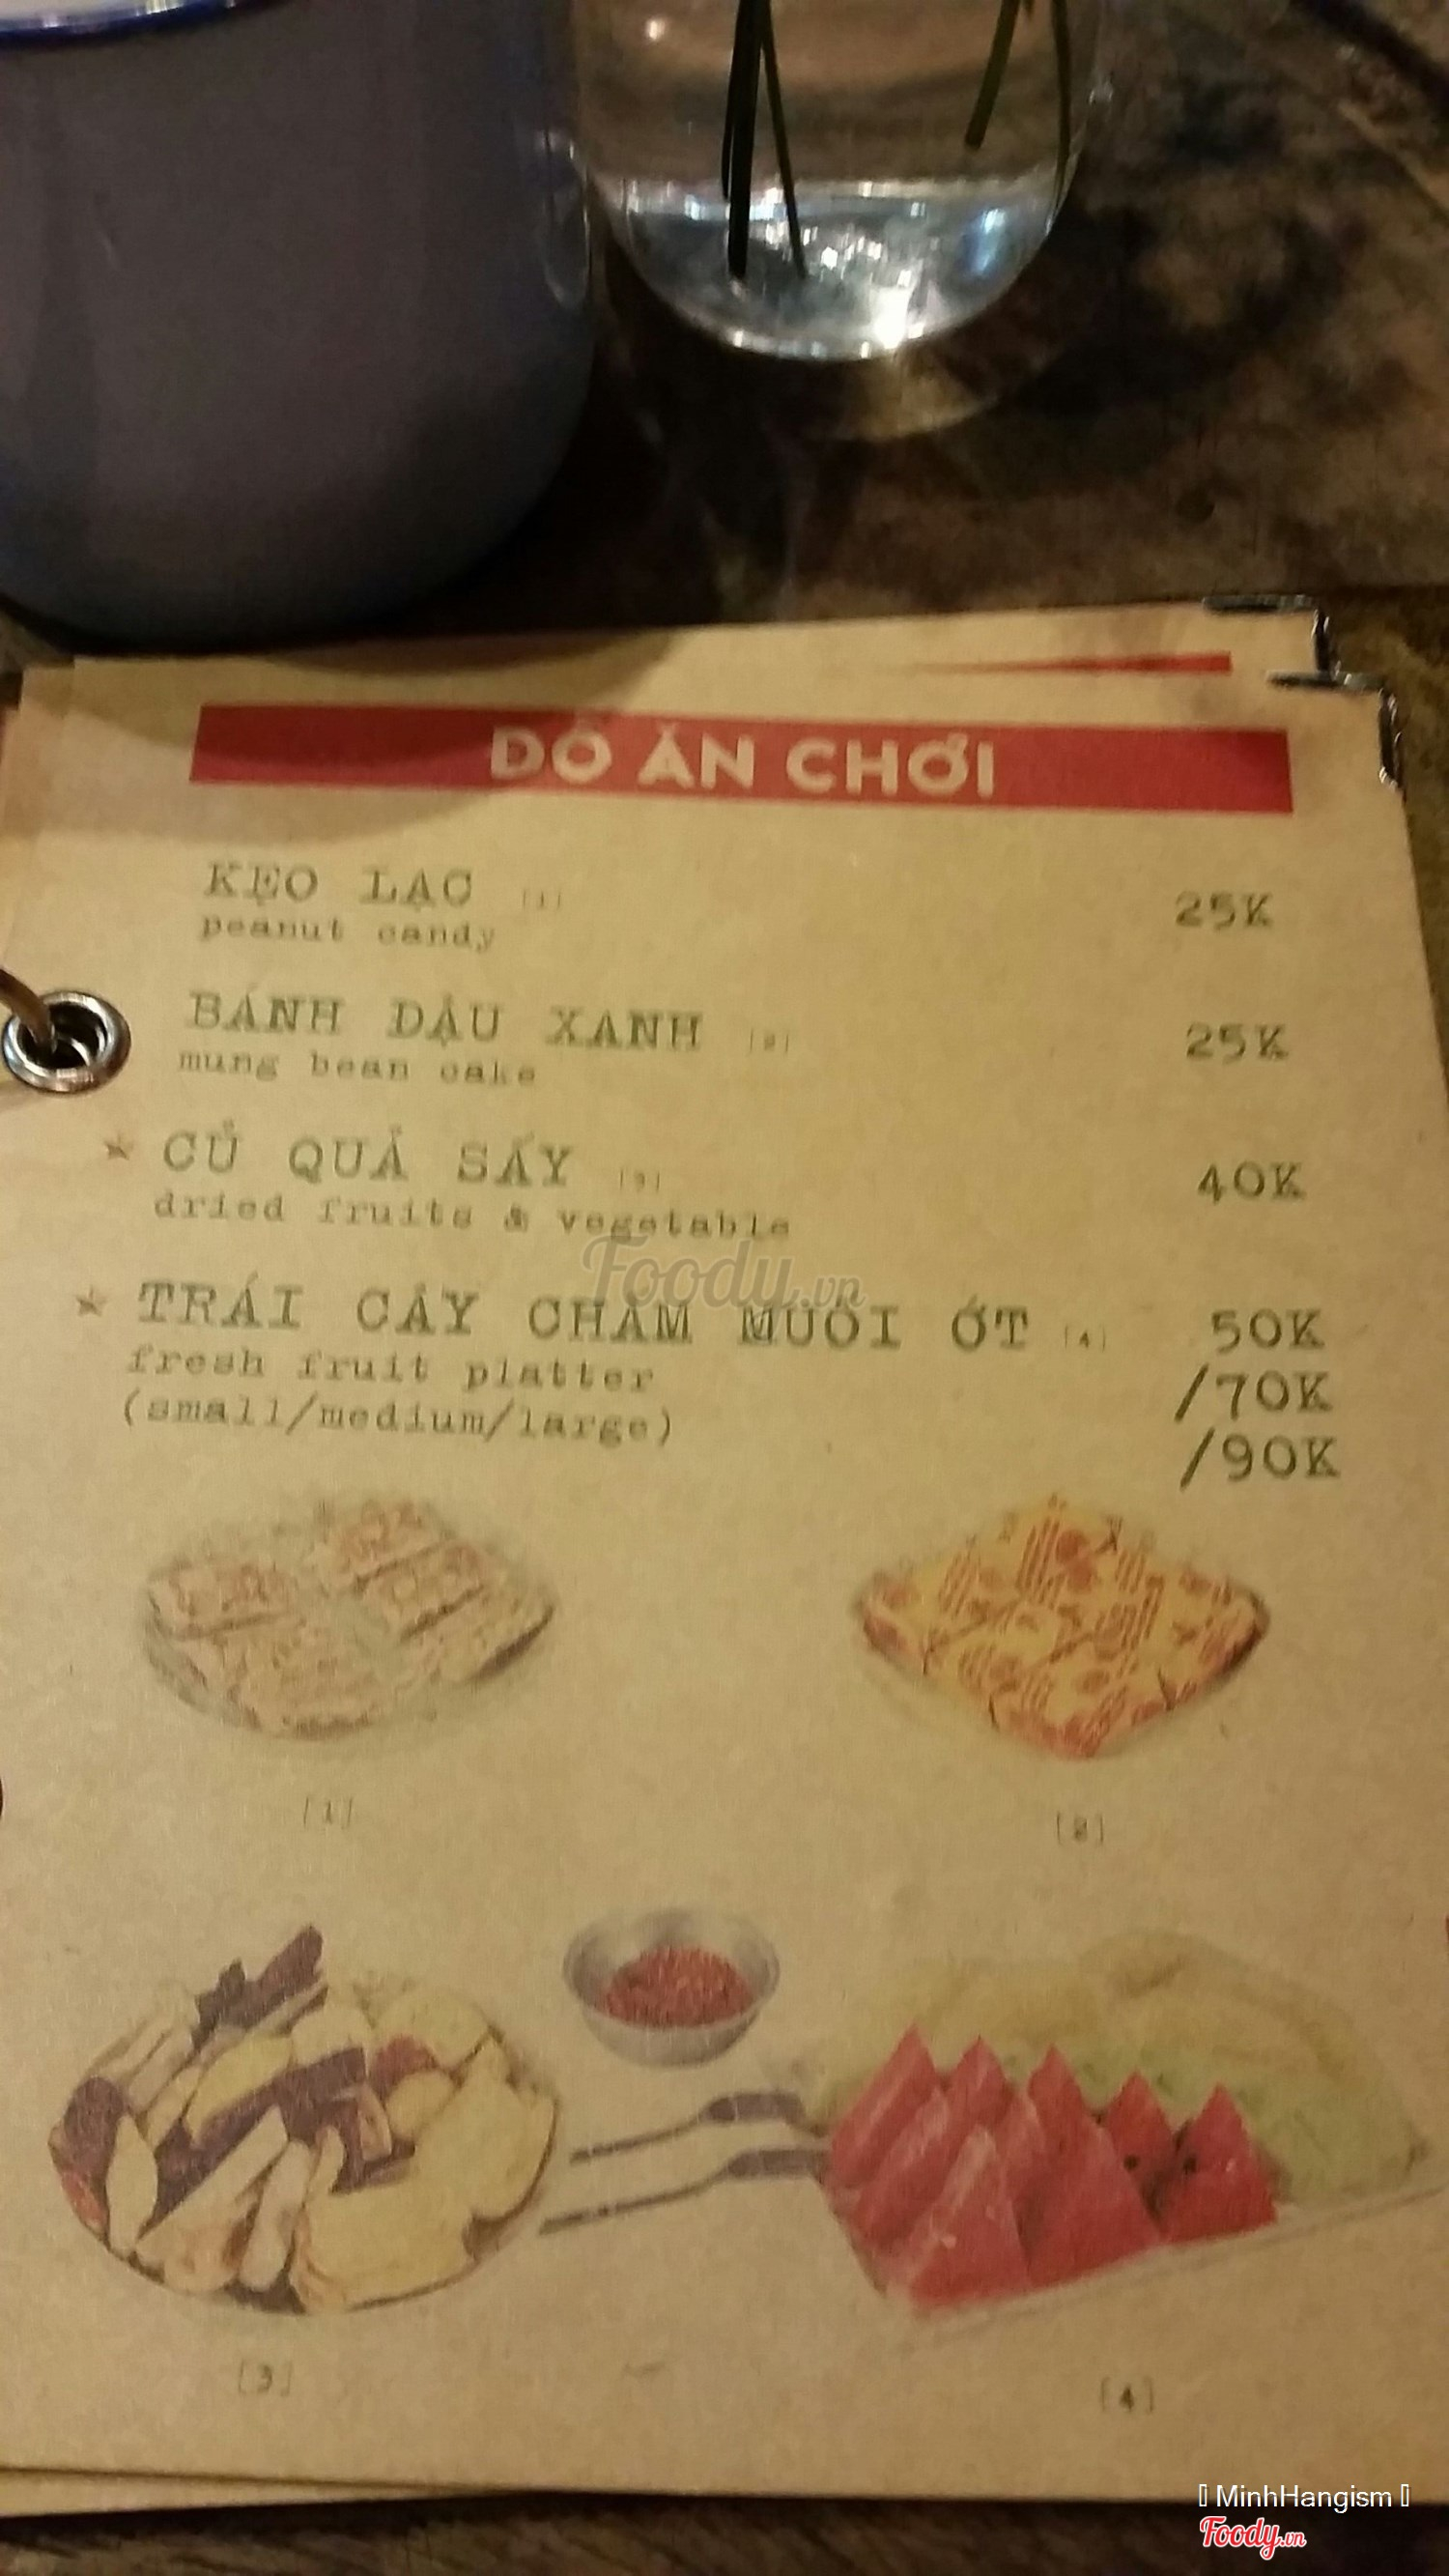 ĐỒ ĂN CHƠI
KẸO LẠC [1] 25K
peanut candy
BÁNH ĐẬU XANH [2] 25K
mung bean cake
★ CỦ QUẢ SẤY [3] 40K
dried fruits & vegetable
Foody.vn
★ TRÁI CÂY CHẤM MUỐI ỚT [4] 50K
fresh fruit platter /70K
(small/medium/large) /90K
[1] [2]
[3] [4]
MinhHangism
Foody.vn